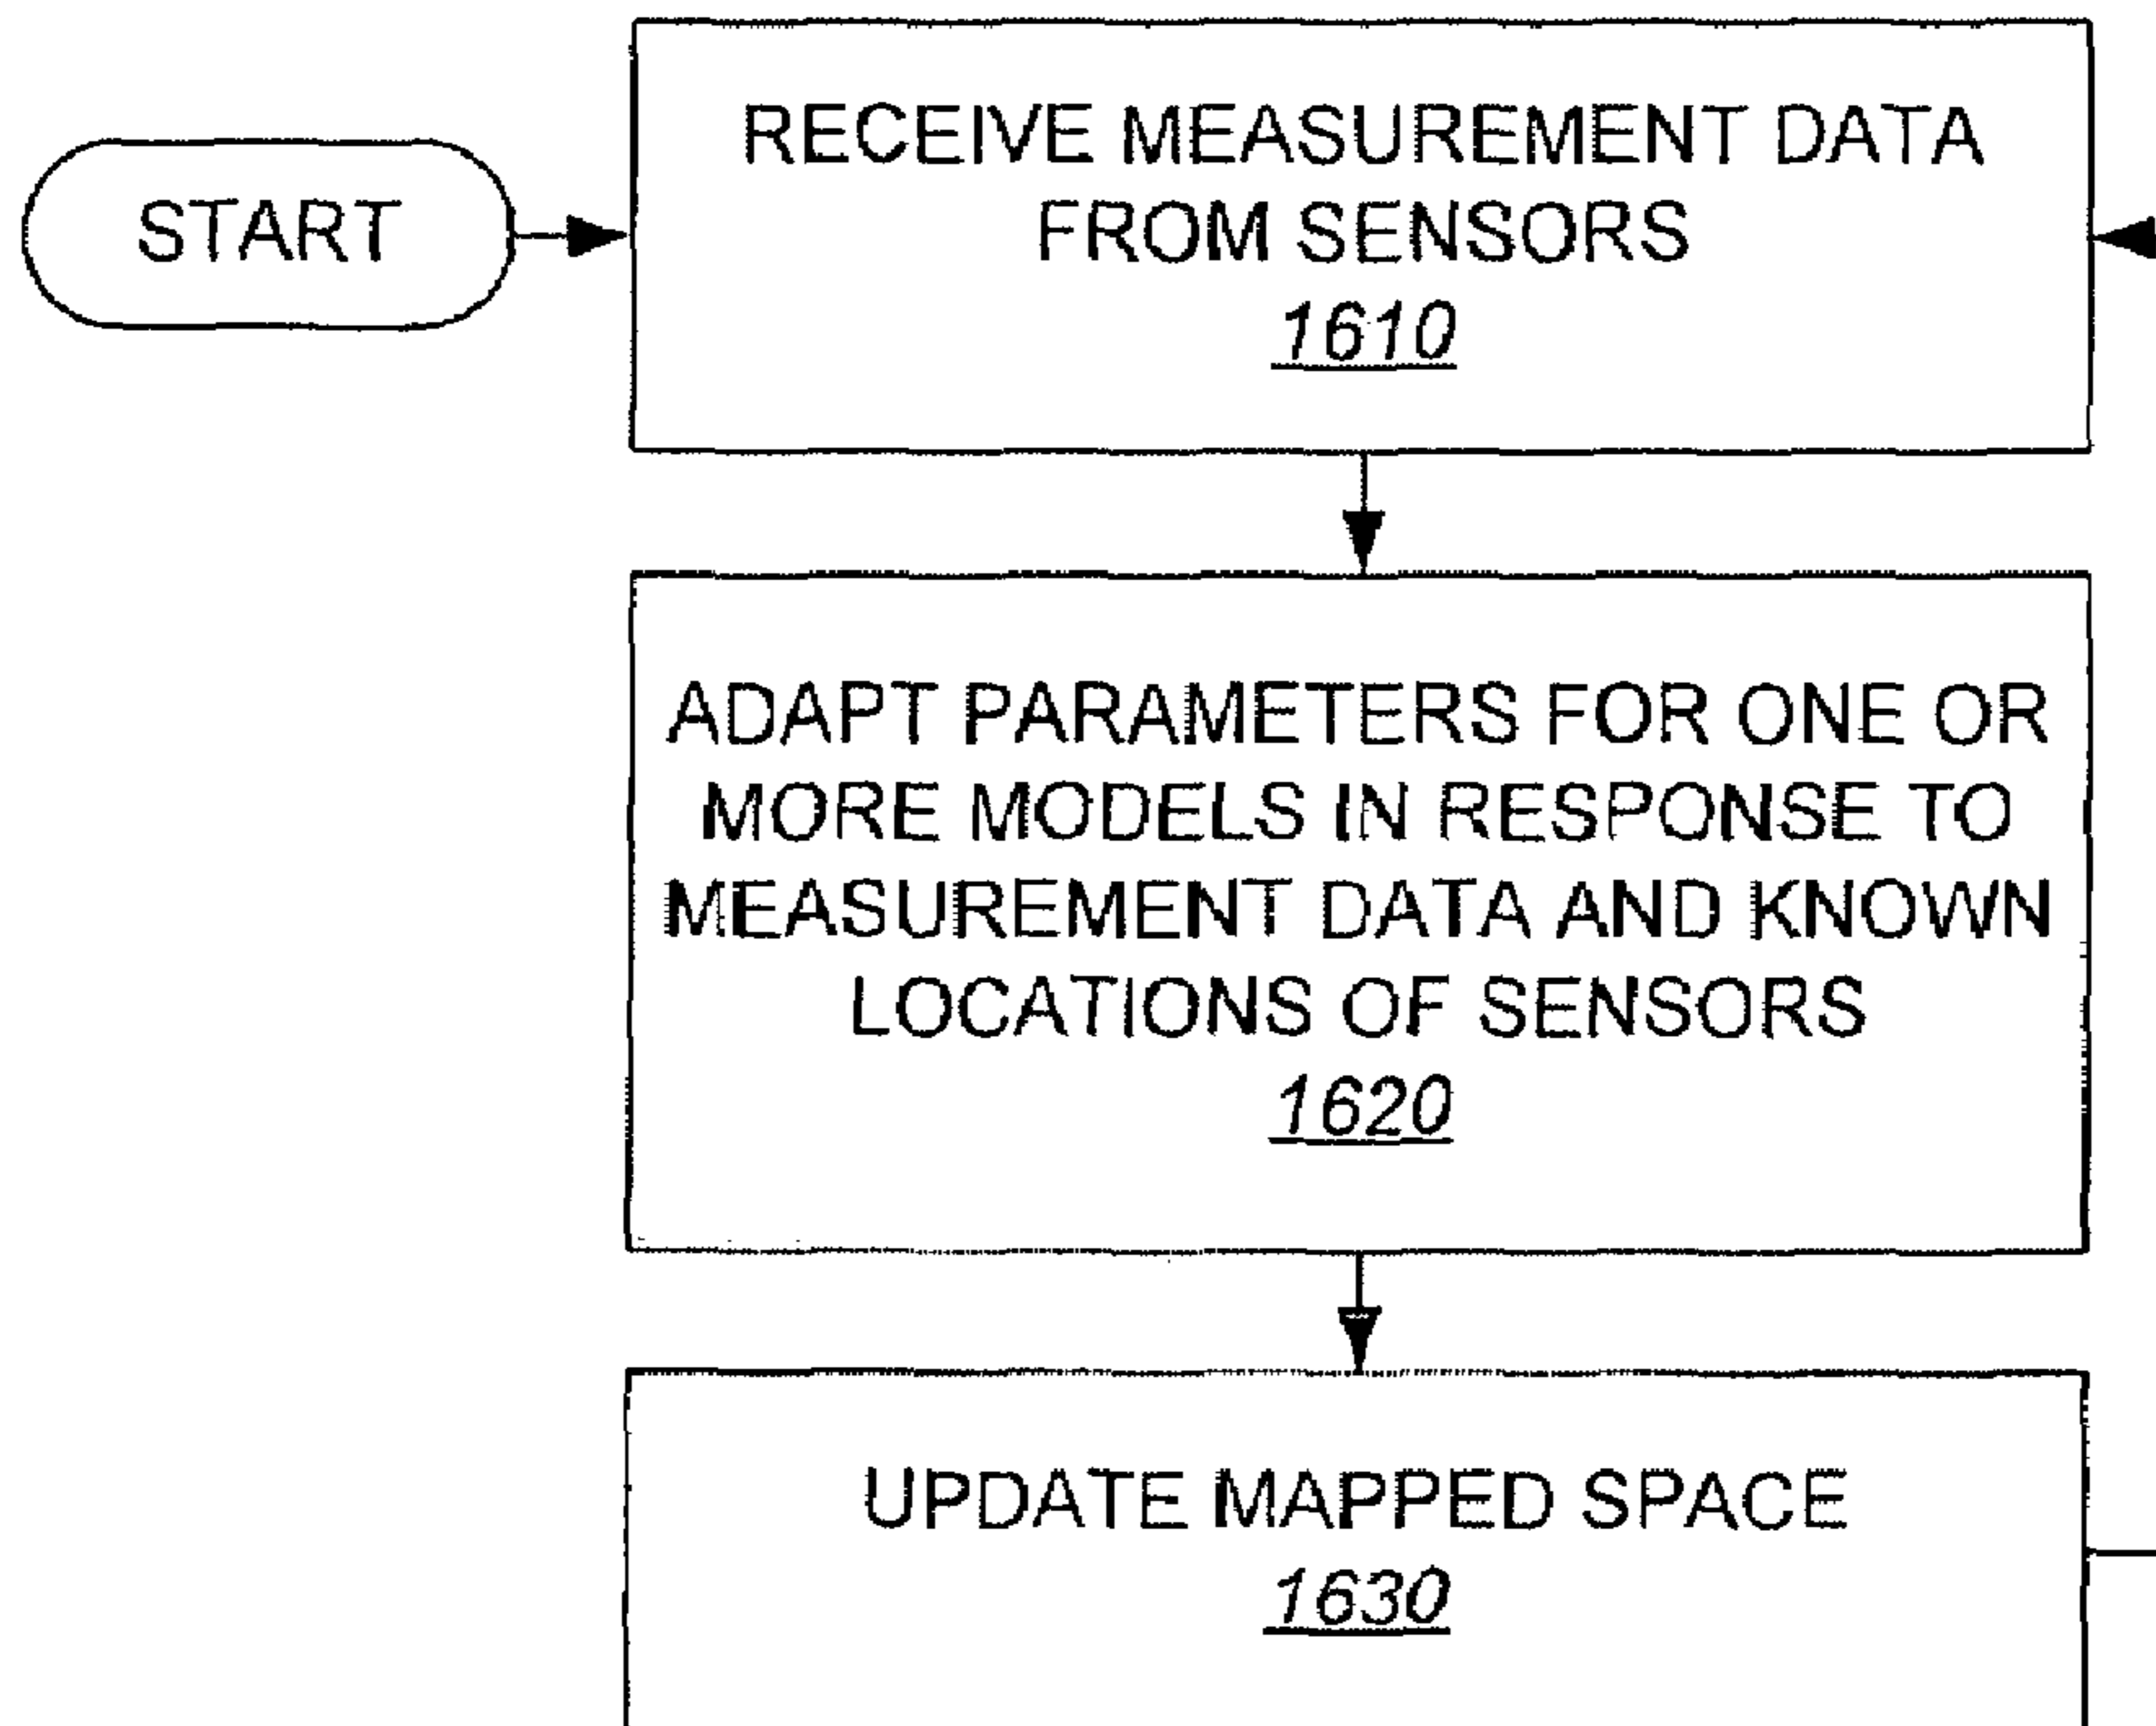 START
RECEIVE MEASUREMENT DATA
FROM SENSORS
1610
ADAPT PARAMETERS FOR ONE OR
MORE MODELS IN RESPONSE TO
MEASUREMENT DATA AND KNOWN
LOCATIONS OF SENSORS
1620
UPDATE MAPPED SPACE
1630